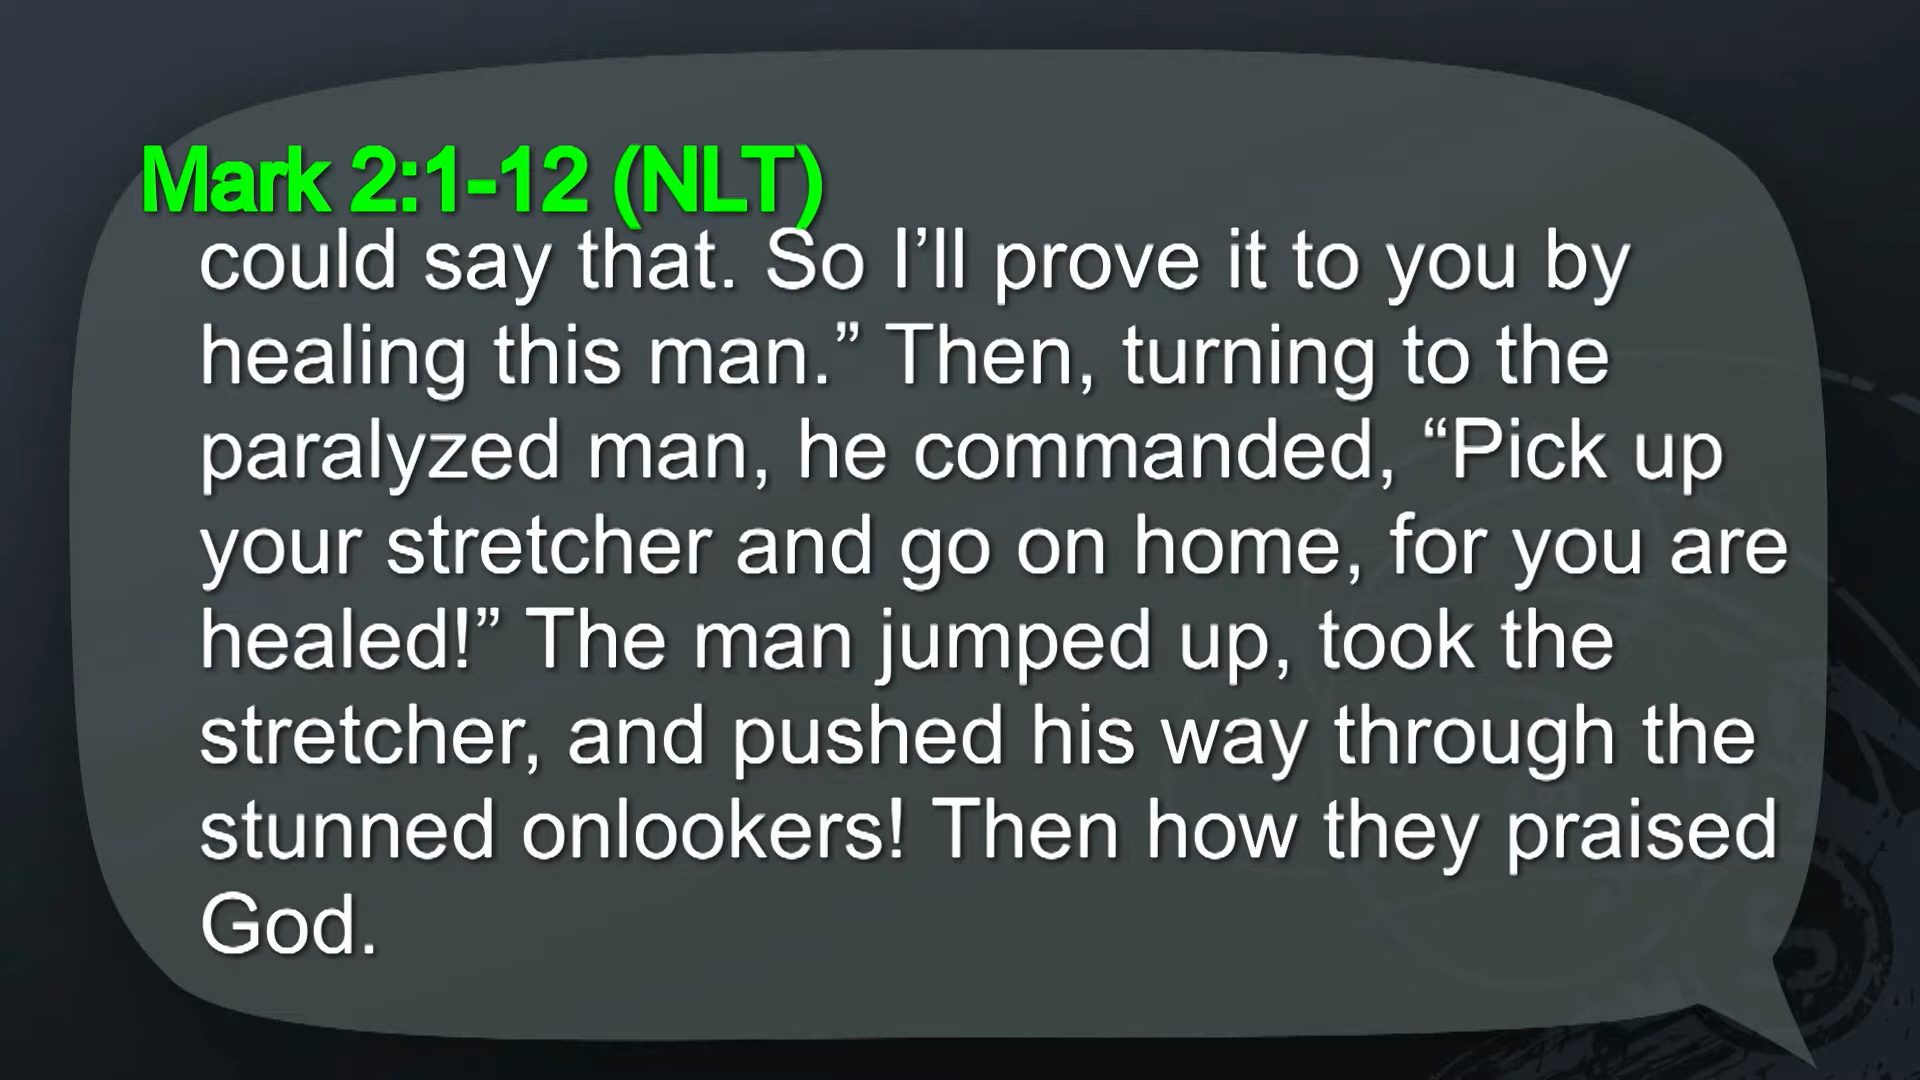 Mark 2:1-12 (NLT)
could say that. So I’ll prove it to you by
healing this man.” Then, turning to the
paralyzed man, he commanded, “Pick up
your stretcher and go on home, for you are
healed!” The man jumped up, took the
stretcher, and pushed his way through the
stunned onlookers! Then how they praised
God.